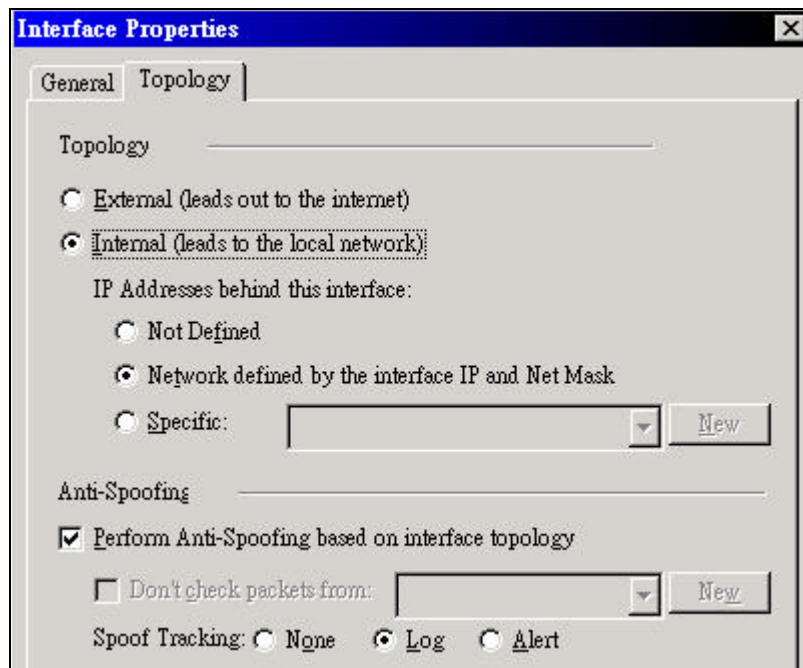 Interface Properties
General Topology
Topology
External (leads out to the internet)
Internal (leads to the local network)
IP Addresses behind this interface:
Not Defined
Network defined by the interface IP and Net Mask
Specific: New
Anti-Spoofing
Perform Anti-Spoofing based on interface topology
Don't check packets from: New
Spoof Tracking: None Log Alert